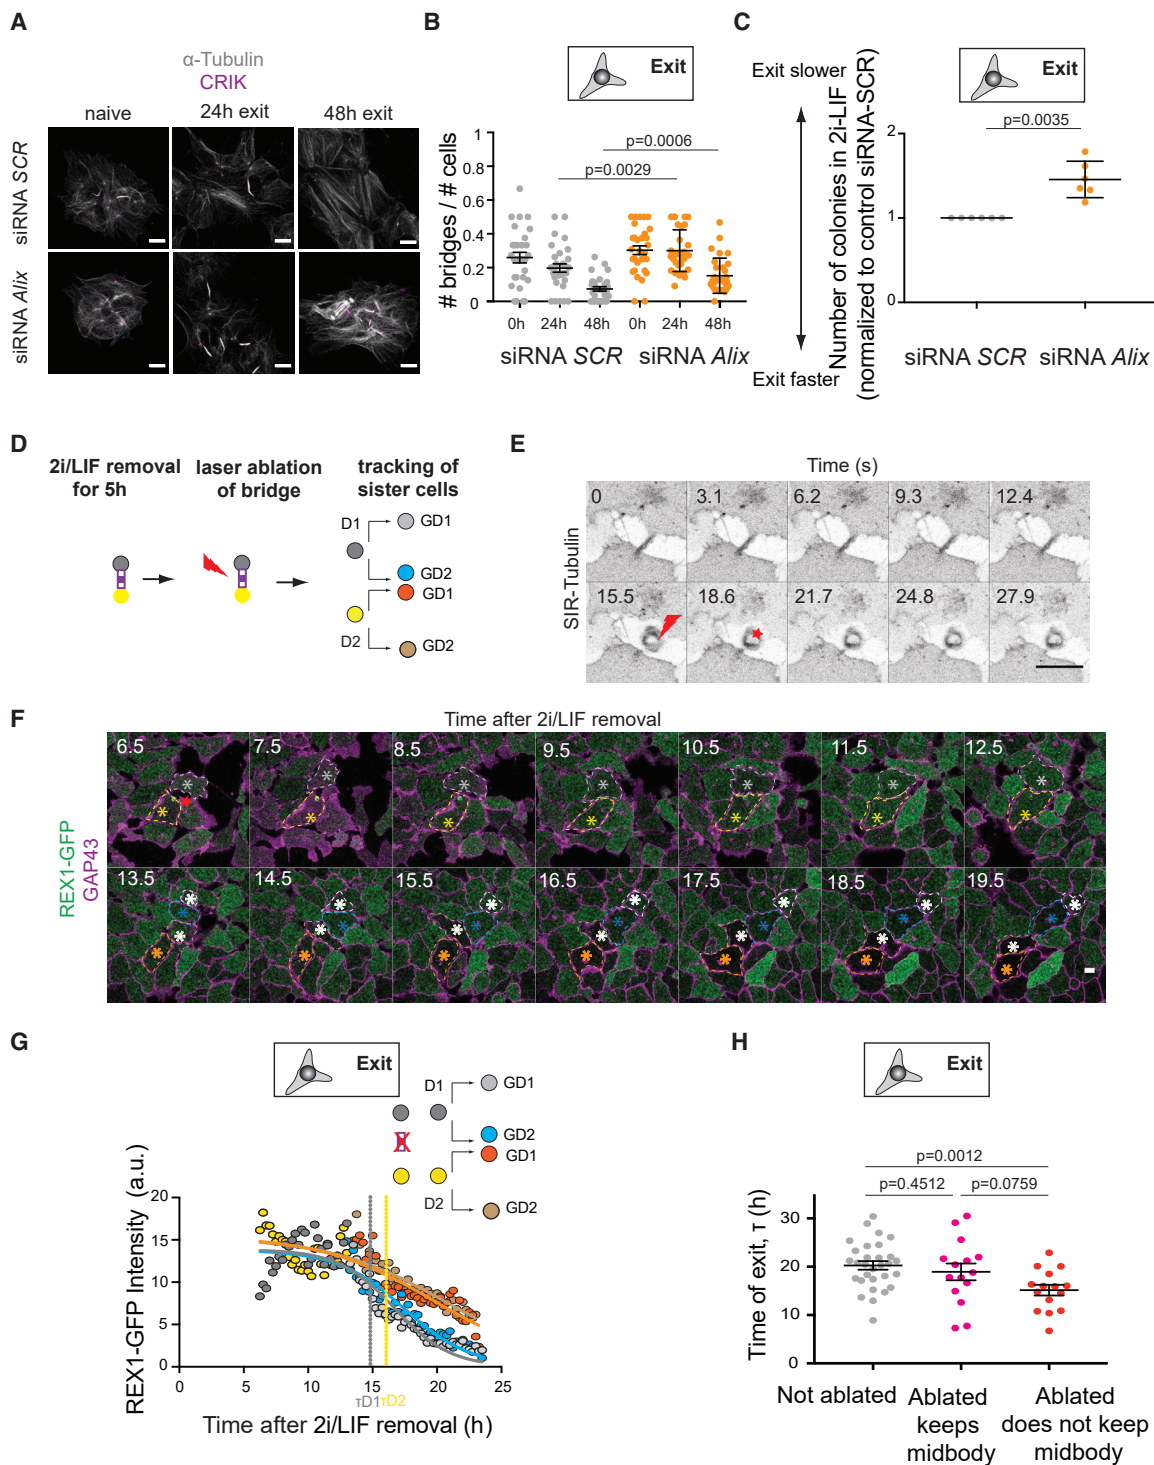 A
α-Tubulin
CRIK
naive
24h exit
48h exit
siRNA SCR
siRNA Alix
B
Exit
# bridges / # cells
1
0.8
0.6
0.4
0.2
0
p=0.0006
p=0.0029
0h
24h
48h
0h
24h
48h
siRNA SCR
siRNA Alix
C
Exit slower
Exit faster
Exit
Number of colonies in 2i-LIF
(normalized to control siRNA-SCR)
p=0.0035
2
1
0
siRNA SCR
siRNA Alix
D
2i/LIF removal
for 5h
laser ablation
of bridge
tracking of
sister cells
D1
GD1
GD2
GD1
D2
GD2
E
Time (s)
SIR-Tubulin
0
3.1
6.2
9.3
12.4
15.5
18.6
21.7
24.8
27.9
F
Time after 2i/LIF removal
REX1-GFP
GAP43
6.5
7.5
8.5
9.5
10.5
11.5
12.5
13.5
14.5
15.5
16.5
17.5
18.5
19.5
G
Exit
D1
GD1
GD2
GD1
D2
GD2
REX1-GFP Intensity (a.u.)
20
15
10
5
0
0
5
10
15
20
25
τD1
τD2
Time after 2i/LIF removal (h)
H
Exit
p=0.0012
p=0.4512
p=0.0759
Time of exit, τ (h)
30
20
10
0
Not ablated
Ablated
keeps
midbody
Ablated
does not keep
midbody